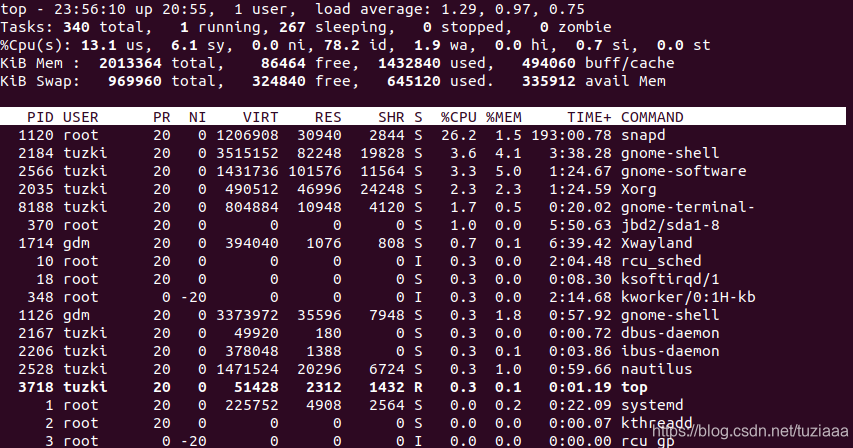 top - 23:56:10 up 20:55,  1 user,  load average: 1.29, 0.97, 0.75
Tasks: 340 total,   1 running, 267 sleeping,   0 stopped,   0 zombie
%Cpu(s): 13.1 us,  6.1 sy,  0.0 ni, 78.2 id,  1.9 wa,  0.0 hi,  0.7 si,  0.0 st
KiB Mem :  2013364 total,    86464 free,  1432840 used,   494060 buff/cache
KiB Swap:   969960 total,   324840 free,   645120 used.   335912 avail Mem
PID USER      PR  NI    VIRT    RES    SHR S  %CPU %MEM     TIME+ COMMAND
1120 root      20   0 1206908  30940   2844 S  26.2  1.5 193:00.78 snapd
2184 tuzki     20   0 3515152  82248  19828 S   3.6  4.1   3:38.28 gnome-shell
2566 tuzki     20   0 1431736 101576  11564 S   3.3  5.0   1:24.67 gnome-software
2035 tuzki     20   0  490512  46996  24248 S   2.3  2.3   1:24.59 Xorg
8188 tuzki     20   0  804884  10948   4120 S   1.7  0.5   0:20.02 gnome-terminal-
370 root      20   0       0      0      0 S   1.0  0.0   5:50.63 jbd2/sda1-8
1714 gdm       20   0  394040   1076    808 S   0.7  0.1   6:39.42 Xwayland
10 root      20   0       0      0      0 I   0.3  0.0   2:04.48 rcu_sched
18 root      20   0       0      0      0 S   0.3  0.0   0:08.30 ksoftirqd/1
348 root       0 -20       0      0      0 I   0.3  0.0   2:14.68 kworker/0:1H-kb
1126 gdm       20   0 3373972  35596   7948 S   0.3  1.8   0:57.92 gnome-shell
2167 tuzki     20   0   49920    180      0 S   0.3  0.0   0:00.72 dbus-daemon
2206 tuzki     20   0  378048   1388      0 S   0.3  0.1   0:03.86 ibus-daemon
2528 tuzki     20   0 1471524  20296   6724 S   0.3  1.0   0:59.66 nautilus
3718 tuzki     20   0   51428   2312   1432 R   0.3  0.1   0:01.19 top
1 root      20   0  225752   4908   2564 S   0.0  0.2   0:22.09 systemd
2 root      20   0       0      0      0 S   0.0  0.0   0:00.07 kthreadd
3 root       0 -20       0      0      0 I   0.0  0.0   0:00.00 rcu_gp
https://blog.csdn.net/tuziaaa